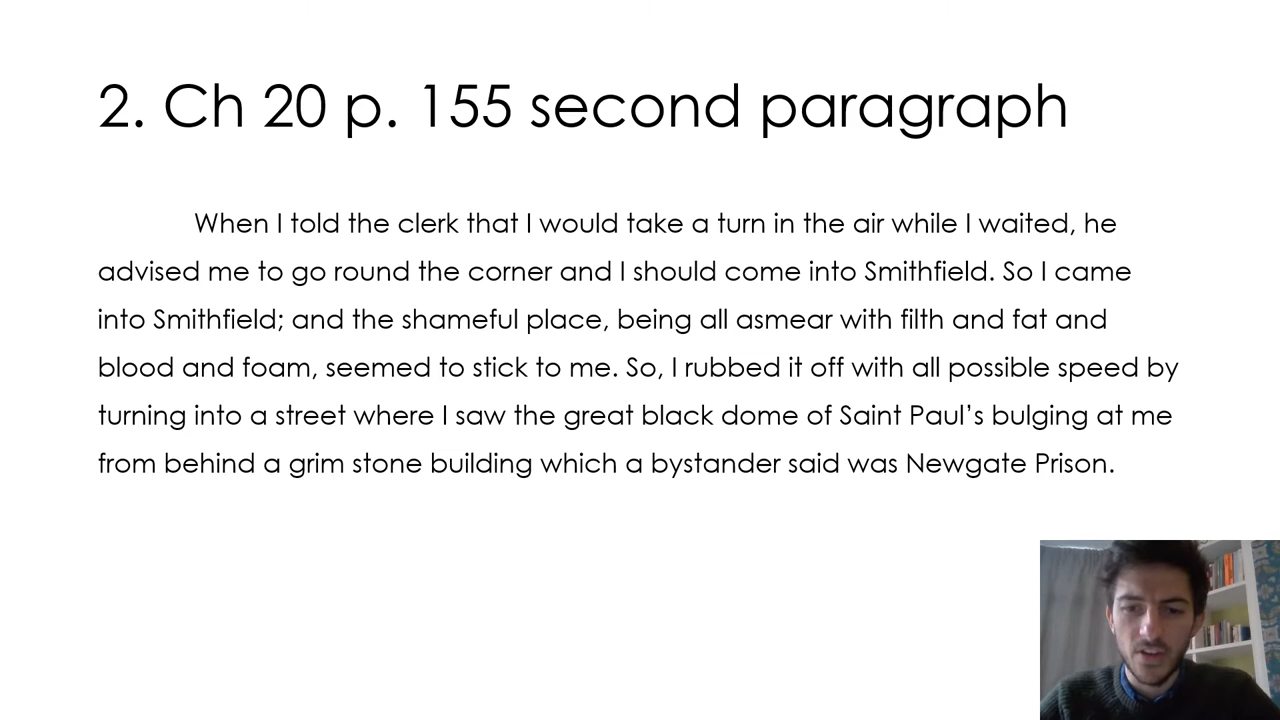 2. Ch 20 p. 155 second paragraph
When I told the clerk that I would take a turn in the air while I waited, he
advised me to go round the corner and I should come into Smithfield. So I came
into Smithfield; and the shameful place, being all asmear with filth and fat and
blood and foam, seemed to stick to me. So, I rubbed it off with all possible speed by
turning into a street where I saw the great black dome of Saint Paul’s bulging at me
from behind a grim stone building which a bystander said was Newgate Prison.